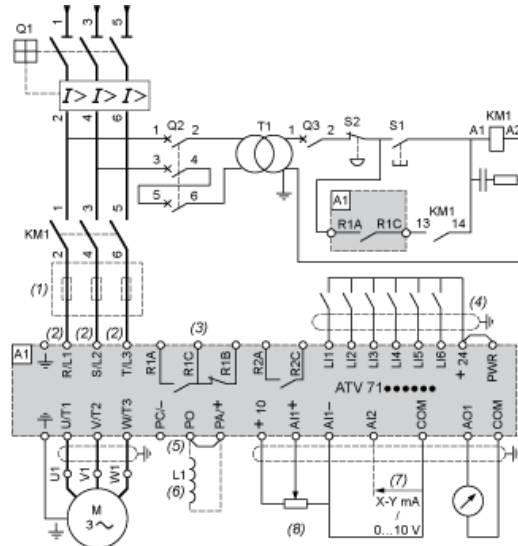 Q1
1 3 5
I> I> I>
2 4 6
1 Q2 2
3 4
5 6
T1
1 Q3 2
S2
S1
KM1
A1 A2
A1
R1A R1C
13 KM1 14
1 3 5
KM1
2 4 6
(1)
(2) (2) (2)
(3)
(4)
A1
R/L1
S/L2
T/L3
R1A
R1C
R1B
R2A
R2C
LI1
LI2
LI3
LI4
LI5
LI6
+ 24
PWR
ATV 71●●●●●●
U/T1
V/T2
W/T3
PC/-
PO
PA/+
+ 10
AI1+
AI1-
AI2
COM
AO1
COM
U1
V1
W1
M
3~
(5)
L1
(6)
(7)
X-Y mA
/
0...10 V
(8)